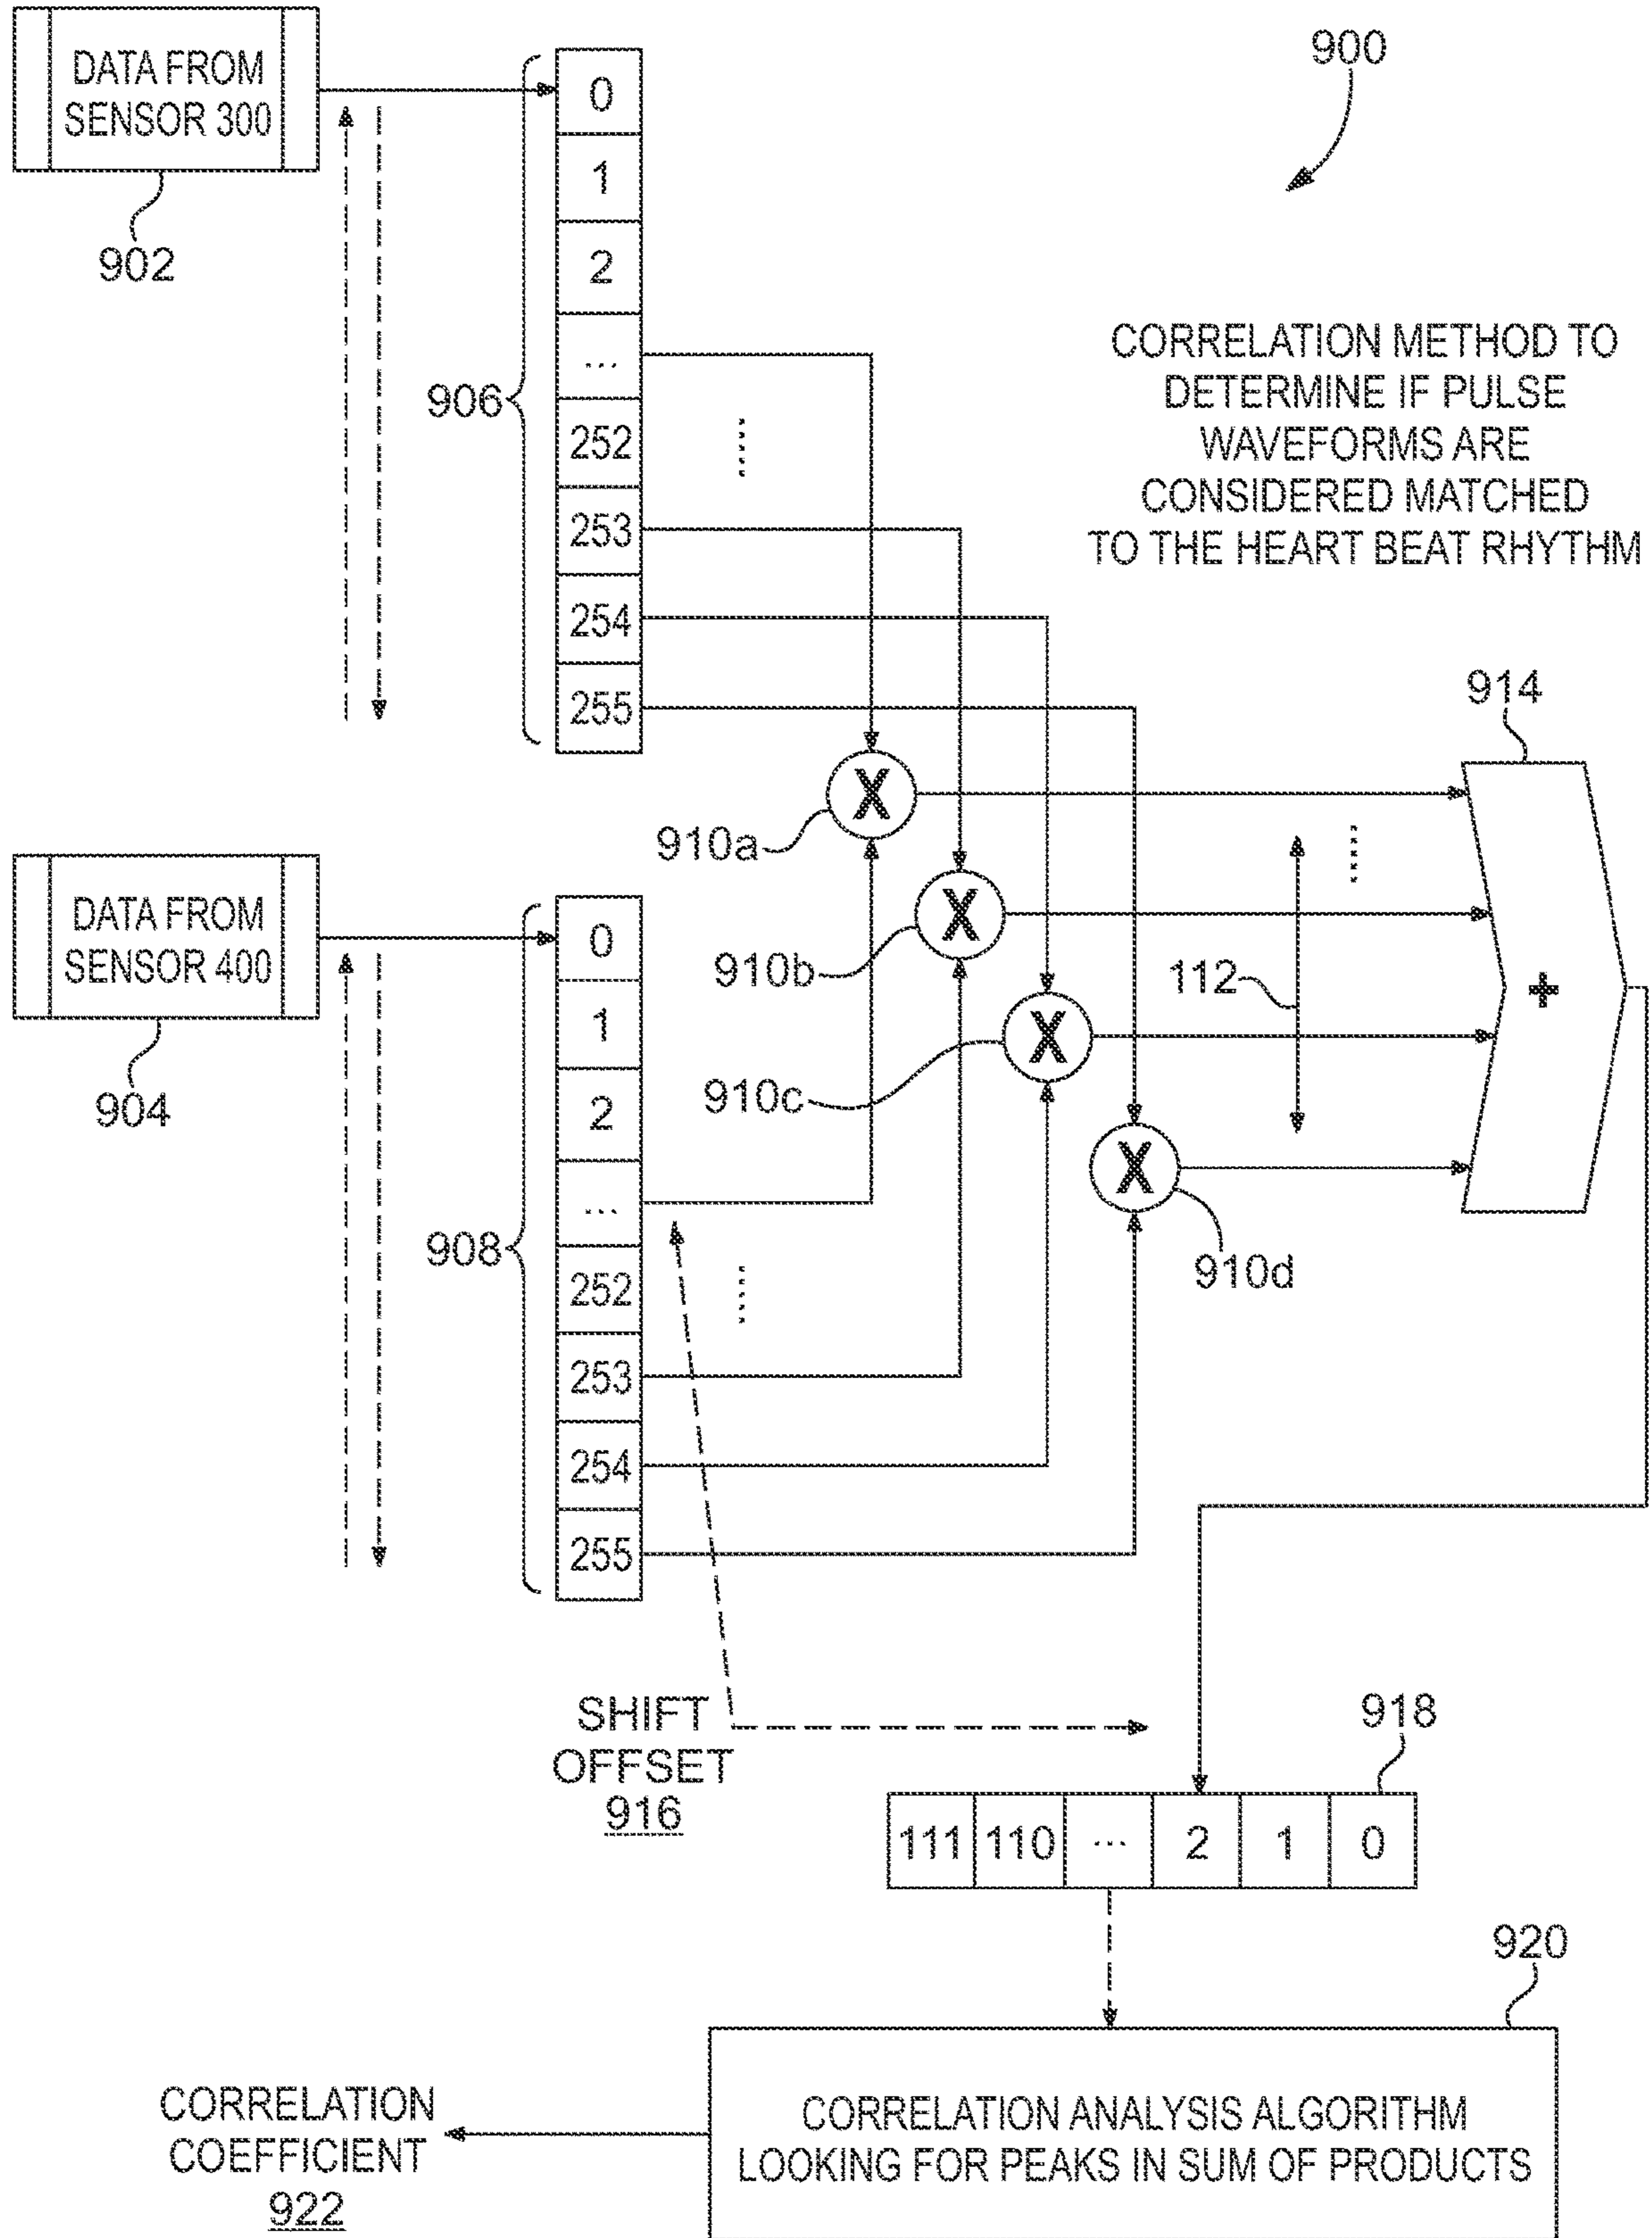 DATA FROM
SENSOR 300
902
906
0
1
2
...
252
253
254
255
900
CORRELATION METHOD TO
DETERMINE IF PULSE
WAVEFORMS ARE
CONSIDERED MATCHED
TO THE HEART BEAT RHYTHM
914
X
910a
X
910b
X
910c
X
910d
112
+
DATA FROM
SENSOR 400
904
908
0
1
2
...
252
253
254
255
SHIFT
OFFSET
916
918
111 110 ... 2 1 0
920
CORRELATION ANALYSIS ALGORITHM
LOOKING FOR PEAKS IN SUM OF PRODUCTS
CORRELATION
COEFFICIENT
922